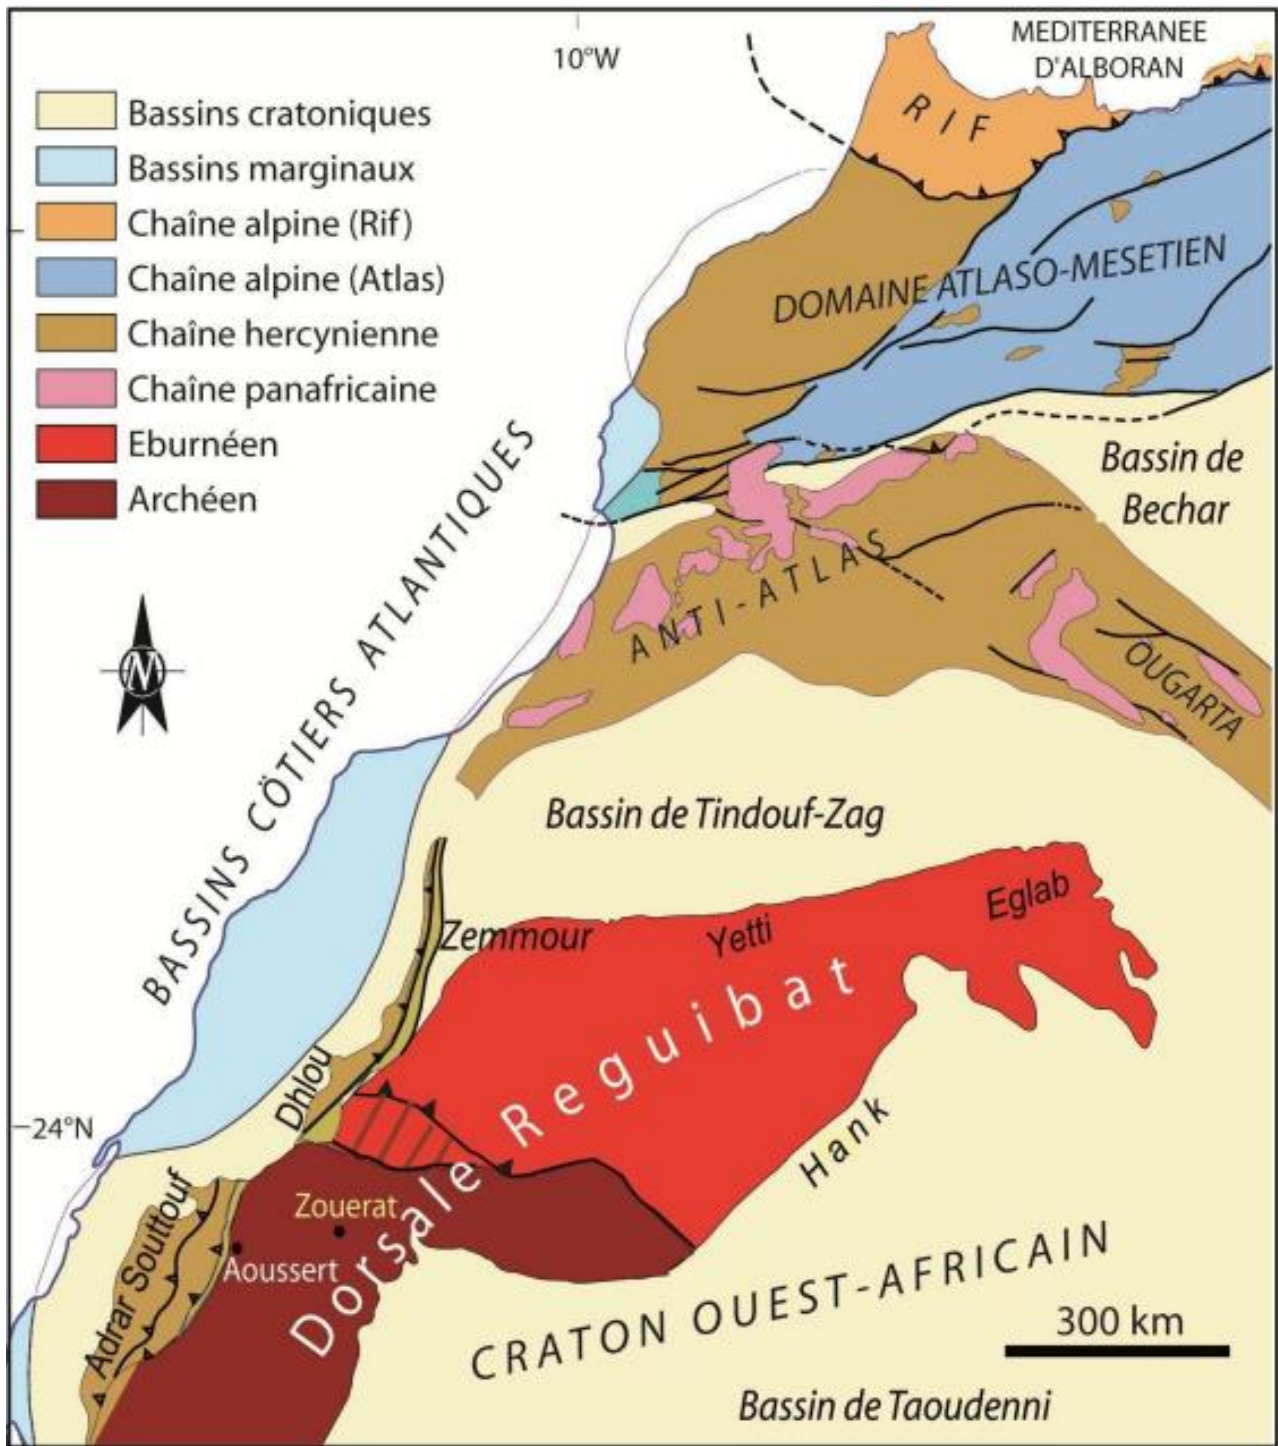 10°W
MEDITERRANEE
D'ALBORAN
Bassins cratoniques
Bassins marginaux
Chaîne alpine (Rif)
Chaîne alpine (Atlas)
Chaîne hercynienne
Chaîne panafricaine
Eburnéen
Archéen
RIF
DOMAINE ATLASO-MESETIEN
Bassin de
Bechar
ANTI-ATLAS
OUGARTA
N
BASSINS CÖTIERS ATLANTIQUES
Bassin de Tindouf-Zag
Zemmour
Yetti
Eglab
Dorsale Reguibat
Dhlou
24°N
Hank
Adrar Souttouf
Zouerat
Aoussert
CRATON OUEST-AFRICAIN
300 km
Bassin de Taoudenni